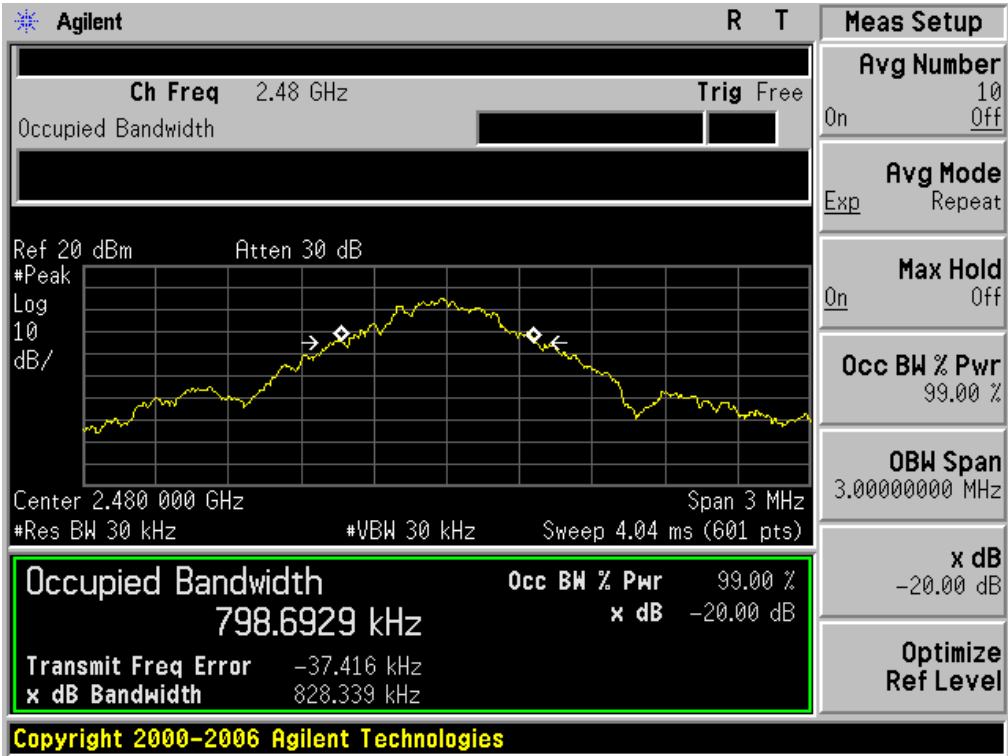 Agilent R T
Ch Freq 2.48 GHz Trig Free
Occupied Bandwidth
Ref 20 dBm Atten 30 dB
#Peak
Log
10
dB/
Center 2.480 000 GHz Span 3 MHz
#Res BW 30 kHz #VBW 30 kHz Sweep 4.04 ms (601 pts)
Occupied Bandwidth Occ BW % Pwr 99.00 %
798.6929 kHz x dB -20.00 dB
Transmit Freq Error -37.416 kHz
x dB Bandwidth 828.339 kHz
Copyright 2000-2006 Agilent Technologies
Meas Setup
Avg Number
10
On Off
Avg Mode
Exp Repeat
Max Hold
On Off
Occ BW % Pwr
99.00 %
OBW Span
3.00000000 MHz
x dB
-20.00 dB
Optimize
Ref Level